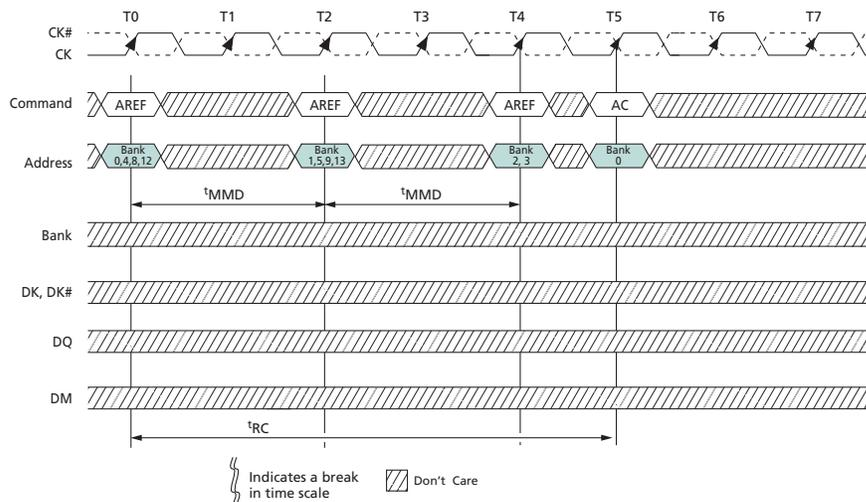 T0 T1 T2 T3 T4 T5 T6 T7
CK#
CK
Command AREF AREF AREF AC
Address Bank 0,4,8,12 Bank 1,5,9,13 Bank 2, 3 Bank 0
tMMD tMMD
Bank
DK, DK#
DQ
DM
tRC
Indicates a break
in time scale
Don't Care